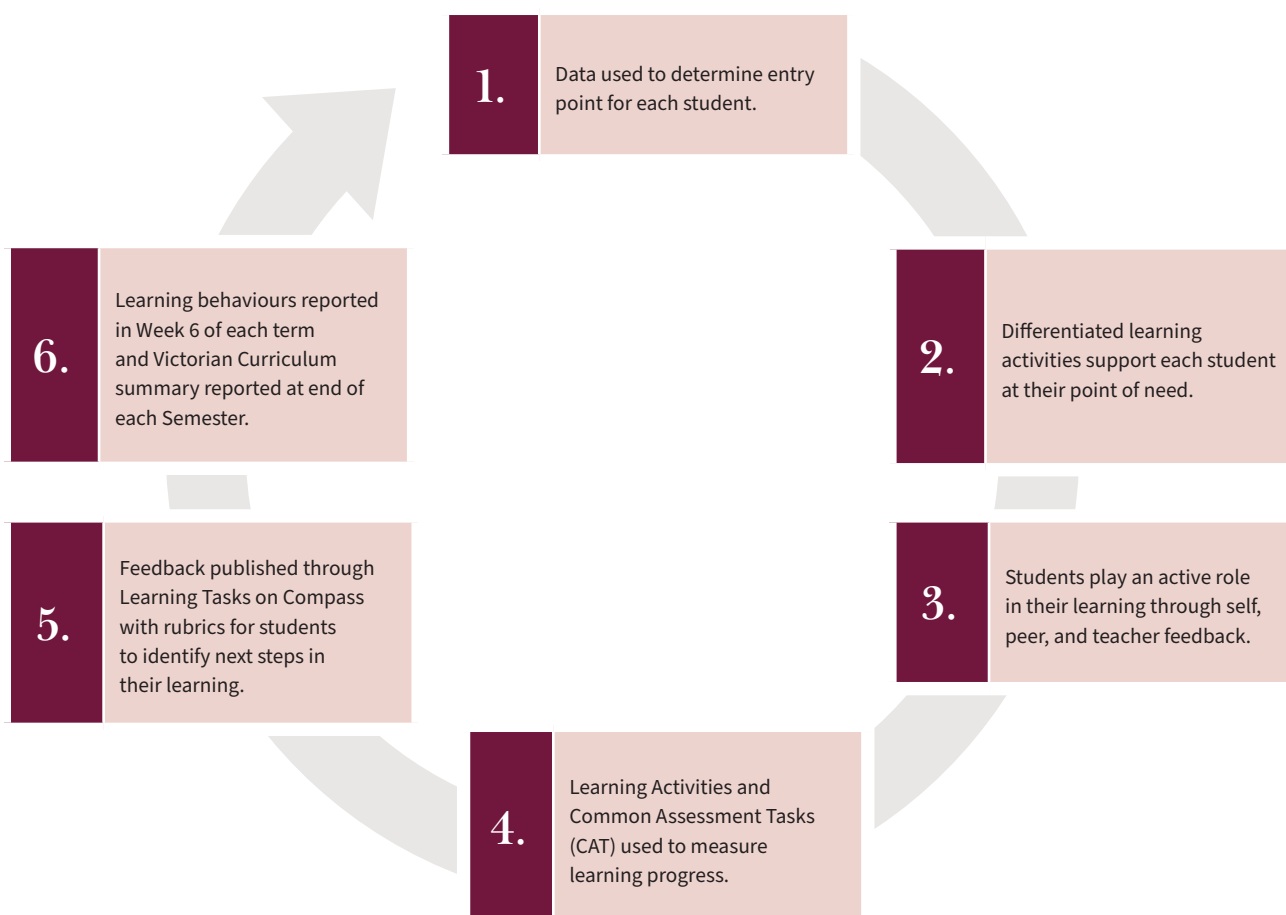 1.
Data used to determine entry
point for each student.
2.
Differentiated learning
activities support each student
at their point of need.
3.
Students play an active role
in their learning through self,
peer, and teacher feedback.
4.
Learning Activities and
Common Assessment Tasks
(CAT) used to measure
learning progress.
5.
Feedback published through
Learning Tasks on Compass
with rubrics for students
to identify next steps in
their learning.
6.
Learning behaviours reported
in Week 6 of each term
and Victorian Curriculum
summary reported at end of
each Semester.